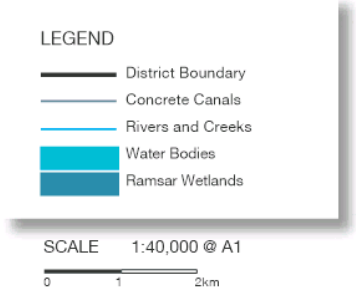 LEGEND
District Boundary
Concrete Canals
Rivers and Creeks
Water Bodies
Ramsar Wetlands
SCALE 1:40,000 @ A1
0 1 2km